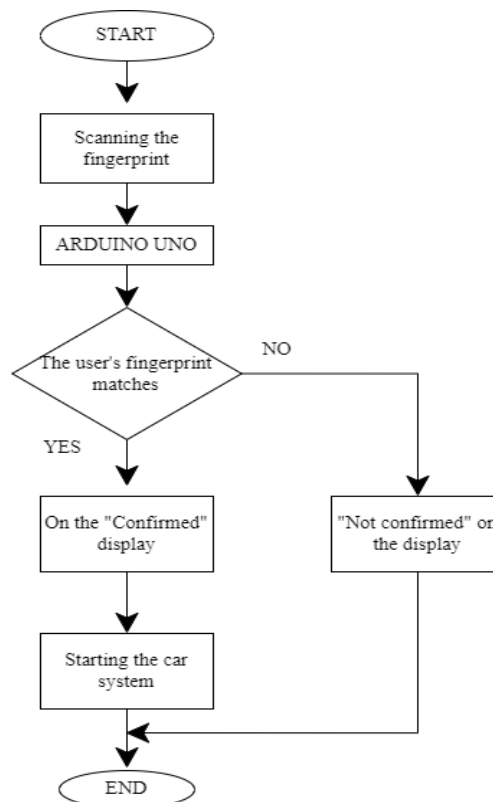 START
Scanning the
fingerprint
ARDUINO UNO
The user's fingerprint
matches
NO
YES
On the "Confirmed"
display
"Not confirmed" on
the display
Starting the car
system
END